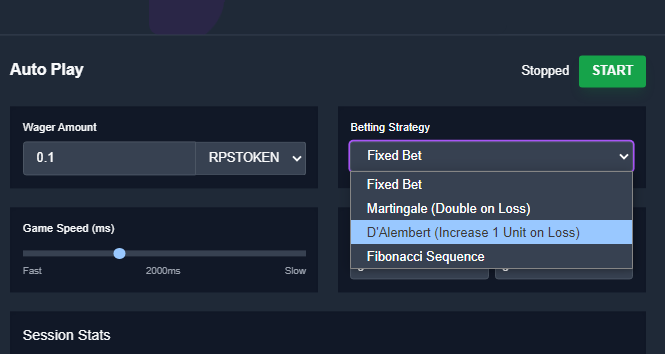 Auto Play
Stopped
START
Wager Amount
0.1
RPSTOKEN
Betting Strategy
Fixed Bet
Fixed Bet
Martingale (Double on Loss)
D'Alembert (Increase 1 Unit on Loss)
Fibonacci Sequence
Game Speed (ms)
Fast
2000ms
Slow
Session Stats